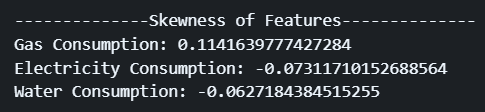 --------------Skewness of Features--------------
Gas Consumption: 0.1141639777427284
Electricity Consumption: -0.07311710152688564
Water Consumption: -0.0627184384515255